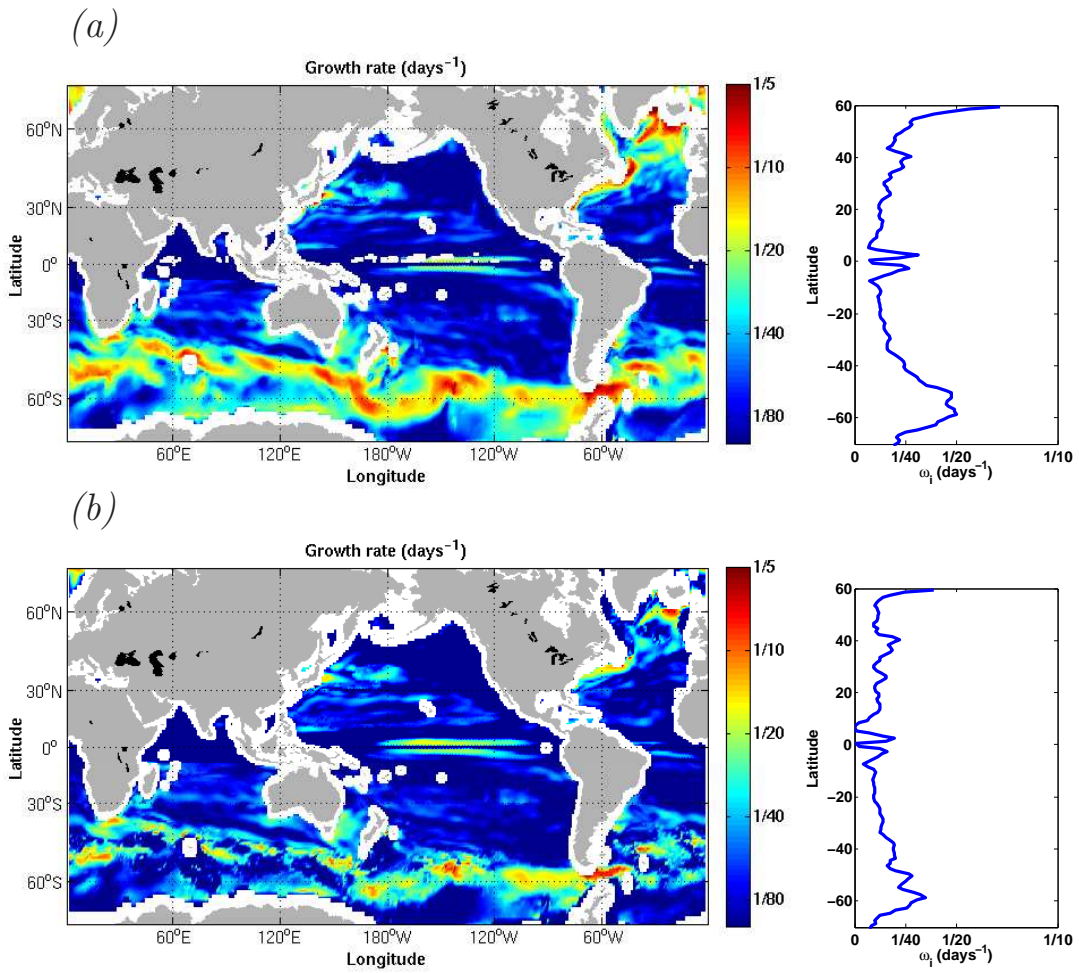 (a)
Growth rate (days⁻¹)
Latitude
60°N
30°N
0°
30°S
60°S
60°E
120°E
180°W
120°W
60°W
Longitude
1/5
1/10
1/20
1/40
1/80
Latitude
60
40
20
0
−20
−40
−60
0
1/40
1/20
1/10
ωᵢ (days⁻¹)
(b)
Growth rate (days⁻¹)
Latitude
60°N
30°N
0°
30°S
60°S
60°E
120°E
180°W
120°W
60°W
Longitude
1/5
1/10
1/20
1/40
1/80
Latitude
60
40
20
0
−20
−40
−60
0
1/40
1/20
1/10
ωᵢ (days⁻¹)